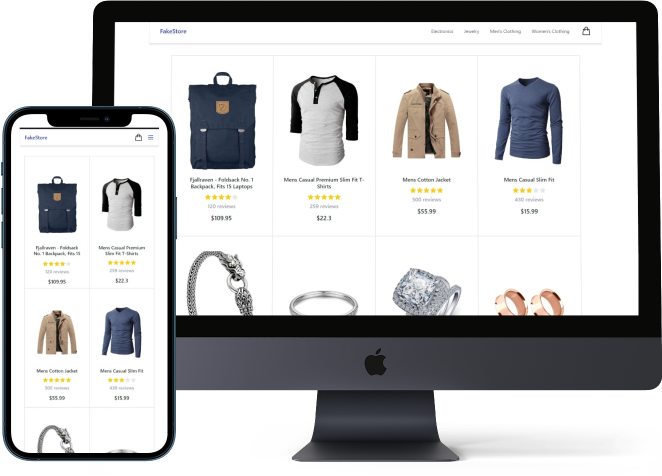 FakeStore
Electronics Jewelry Men's Clothing Women's Clothing
Fjallraven - Foldsack No. 1
Backpack, Fits 15 Laptops
120 reviews
$109.95
Mens Casual Premium Slim Fit T-
Shirts
259 reviews
$22.3
Mens Cotton Jacket
500 reviews
$55.99
Mens Casual Slim Fit
430 reviews
$15.99
FakeStore
Fjallraven - Foldsack
No. 1 Backpack, Fits 15
120 reviews
$109.95
Mens Casual Premium
Slim Fit T-Shirts
259 reviews
$22.3
Mens Cotton Jacket
500 reviews
$55.99
Mens Casual Slim Fit
430 reviews
$15.99